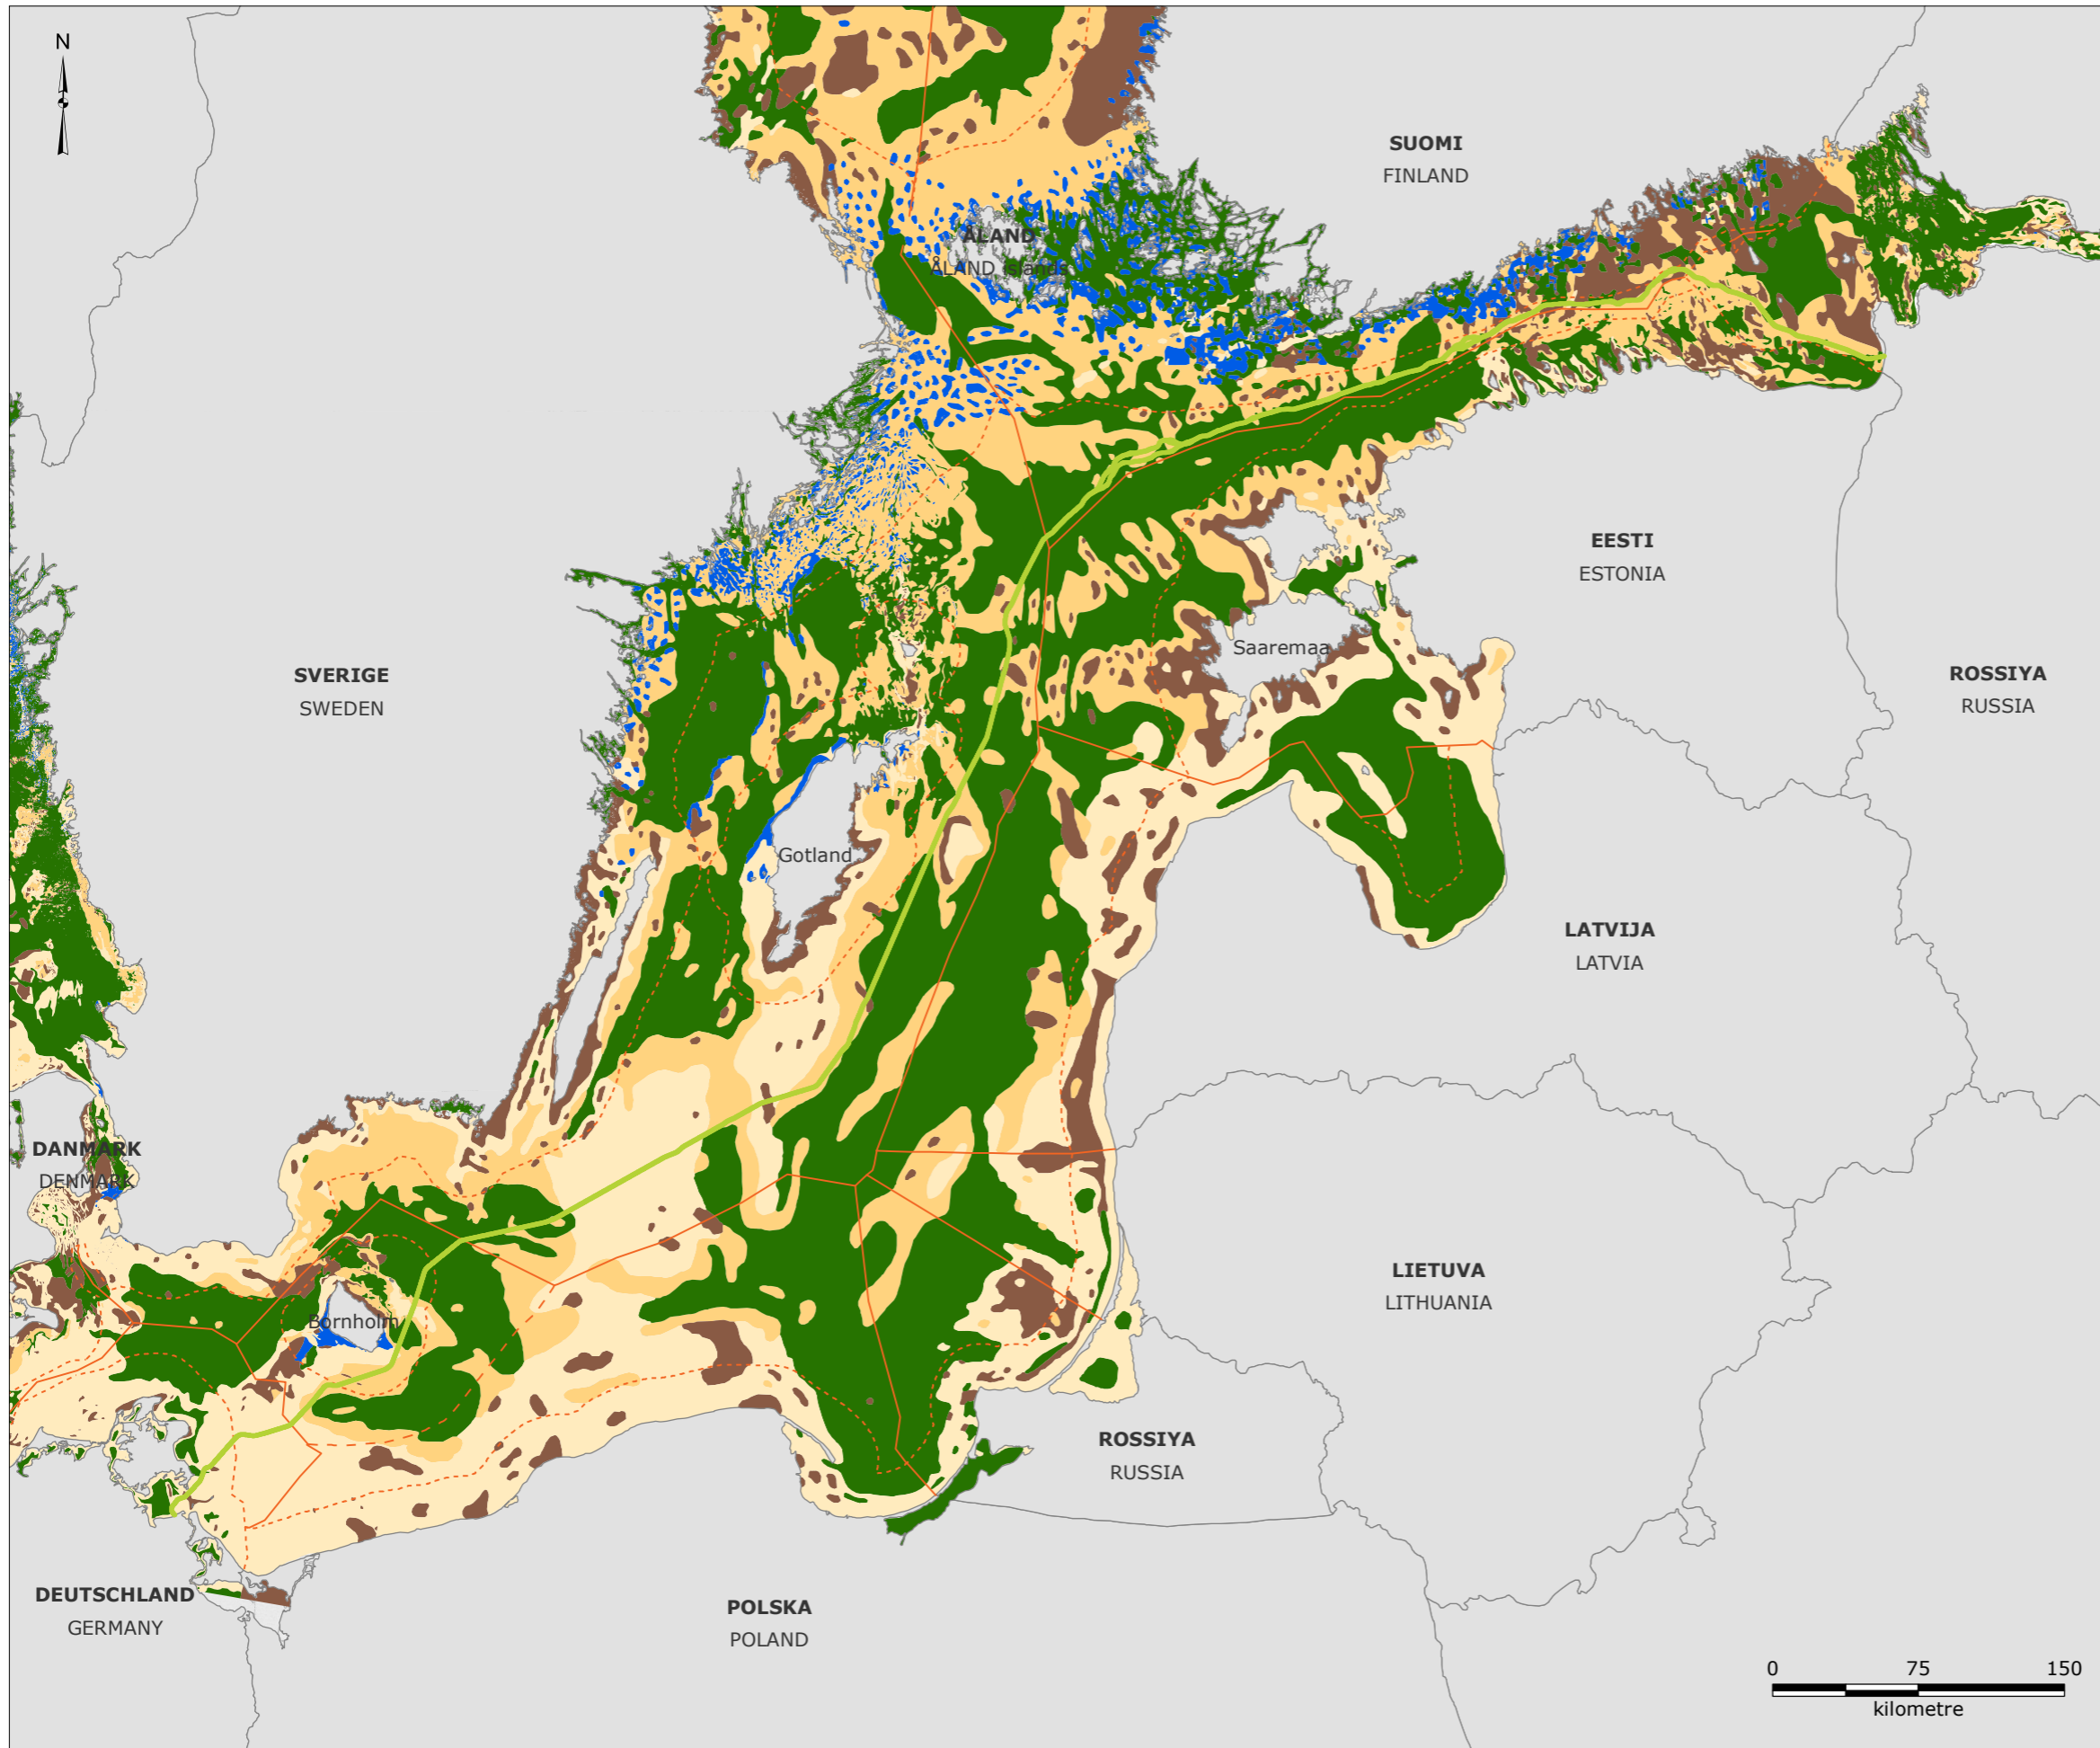 N
SUOMI
FINLAND
ÅLAND
ÅLAND islands
EESTI
ESTONIA
Saaremaa
SVERIGE
SWEDEN
ROSSIYA
RUSSIA
Gotland
LATVIJA
LATVIA
DANMARK
DENMARK
LIETUVA
LITHUANIA
Bornholm
ROSSIYA
RUSSIA
DEUTSCHLAND
GERMANY
POLSKA
POLAND
0 75 150
kilometre